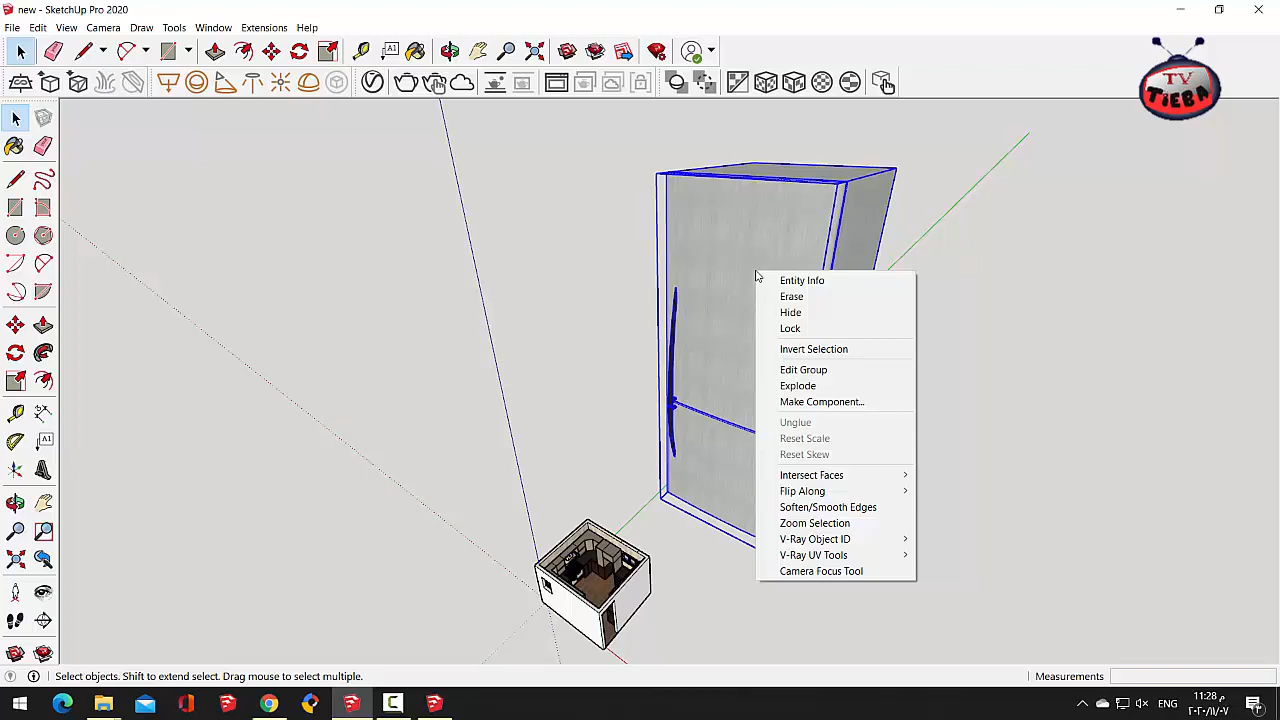 new - SketchUp Pro 2020
File Edit View Camera Draw Tools Window Extensions Help
TV
TiEBA
Entity Info
Erase
Hide
Lock
Invert Selection
Edit Group
Explode
Make Component...
Unglue
Reset Scale
Reset Skew
Intersect Faces
Flip Along
Soften/Smooth Edges
Zoom Selection
V-Ray Object ID
V-Ray UV Tools
Camera Focus Tool
Select objects. Shift to extend select. Drag mouse to select multiple.
Measurements
ENG
11:28 م